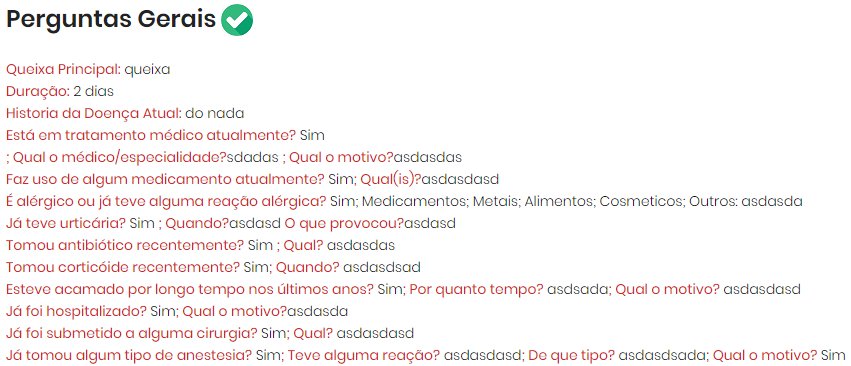 Perguntas Gerais
Queixa Principal: queixa
Duração: 2 dias
Historia da Doença Atual: do nada
Está em tratamento médico atualmente? Sim
; Qual o médico/especialidade?sdadas ; Qual o motivo?asdasdas
Faz uso de algum medicamento atualmente? Sim; Qual(is)?asdasdasd
É alérgico ou já teve alguma reação alérgica? Sim; Medicamentos; Metais; Alimentos; Cosmeticos; Outros: asdasda
Já teve urticária? Sim ; Quando?asdasd O que provocou?asdasd
Tomou antibiótico recentemente? Sim ; Qual? asdasdas
Tomou corticóide recentemente? Sim; Quando? asdasdsad
Esteve acamado por longo tempo nos últimos anos? Sim; Por quanto tempo? asdsada; Qual o motivo? asdasdasd
Já foi hospitalizado? Sim; Qual o motivo?asdasda
Já foi submetido a alguma cirurgia? Sim; Qual? asdasdasd
Já tomou algum tipo de anestesia? Sim; Teve alguma reação? asdasdasd; De que tipo? asdasdsada; Qual o motivo? Sim